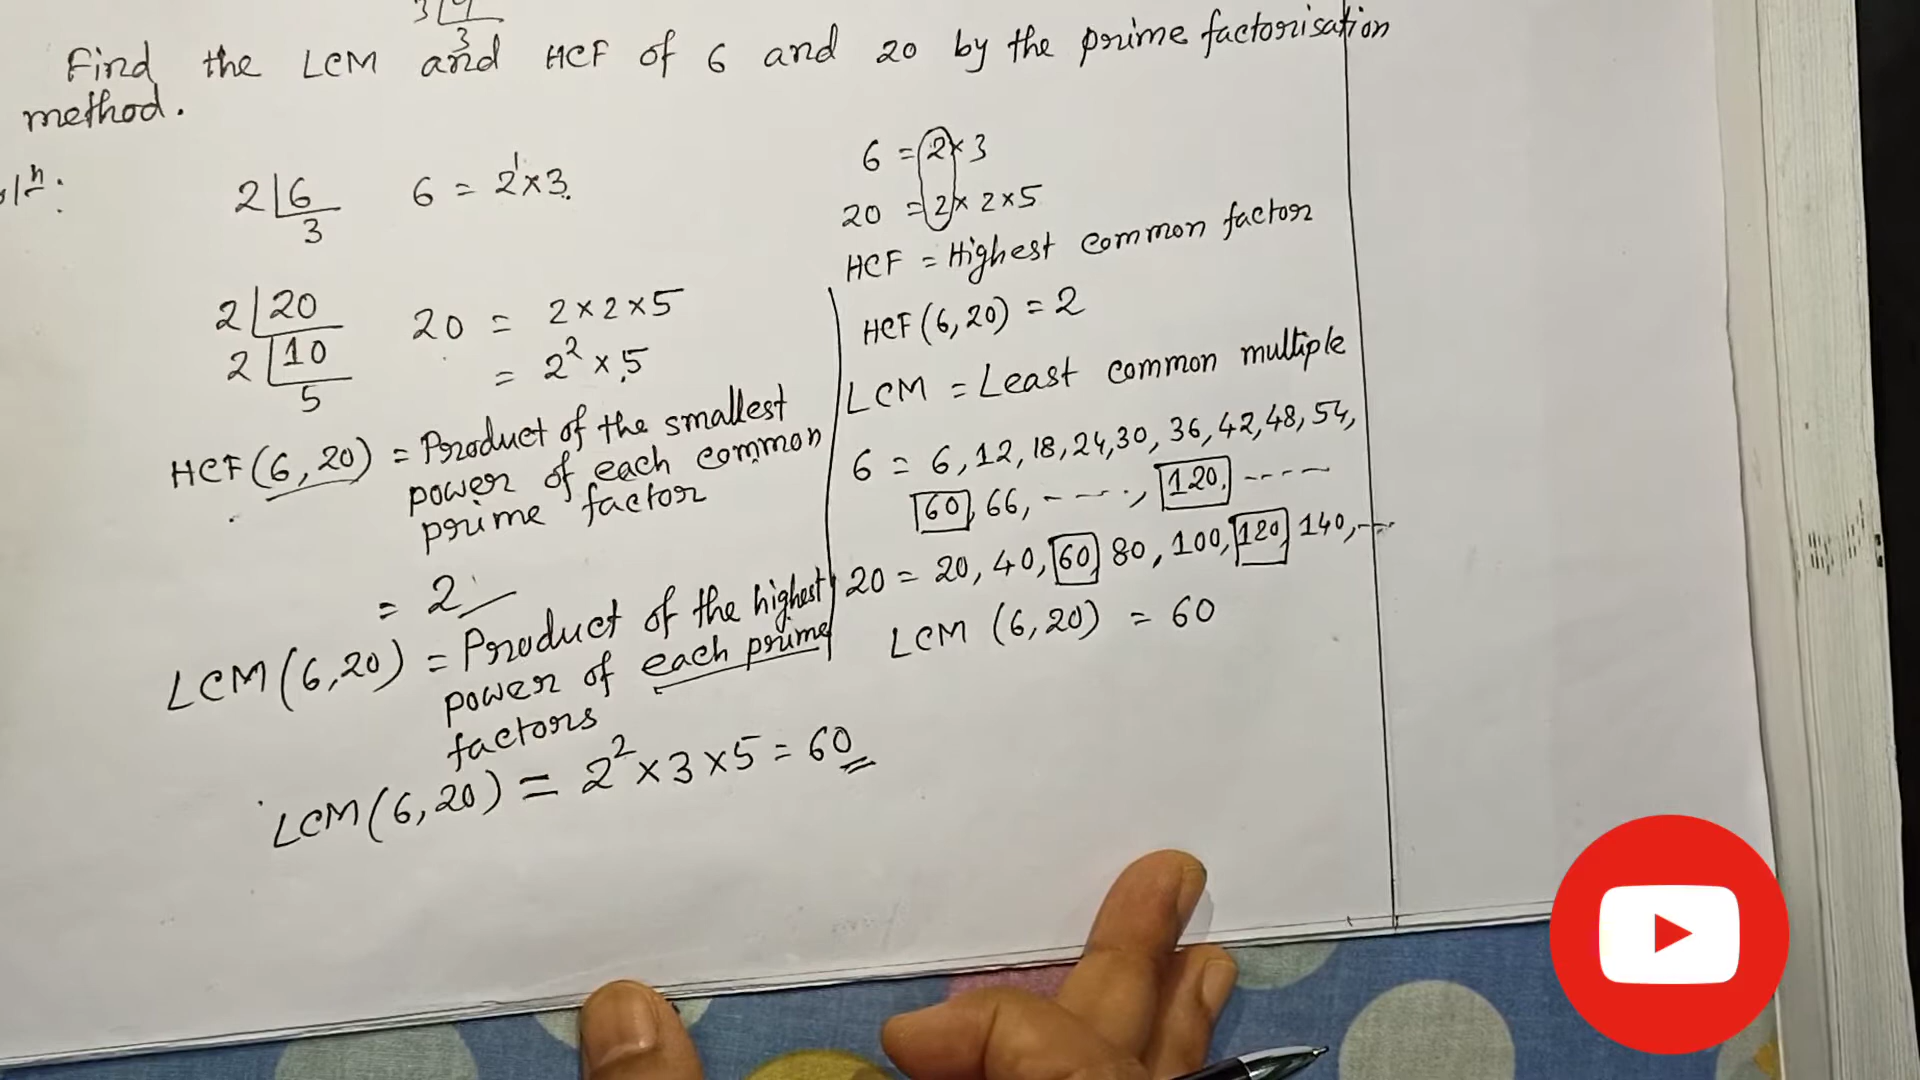 Find the LCM and HCF of 6 and 20 by the prime factorisation
method.
2 6
3
6 = 2¹×3
2 20
2 10
5
20 = 2×2×5
= 2²×5
HCF(6,20) = Product of the smallest
power of each common
prime factor
= 2
LCM(6,20) = Product of the highest
power of each prime
factors
LCM(6,20) = 2²×3×5 = 60
6 = 2×3
20 = 2×2×5
HCF = Highest common factor
HCF(6,20) = 2
LCM = Least common multiple
6 = 6,12,18,24,30,36,42,48,54,
60,66,----,120,-----
20 = 20,40,60,80,100,120,140,---
LCM (6,20) = 60